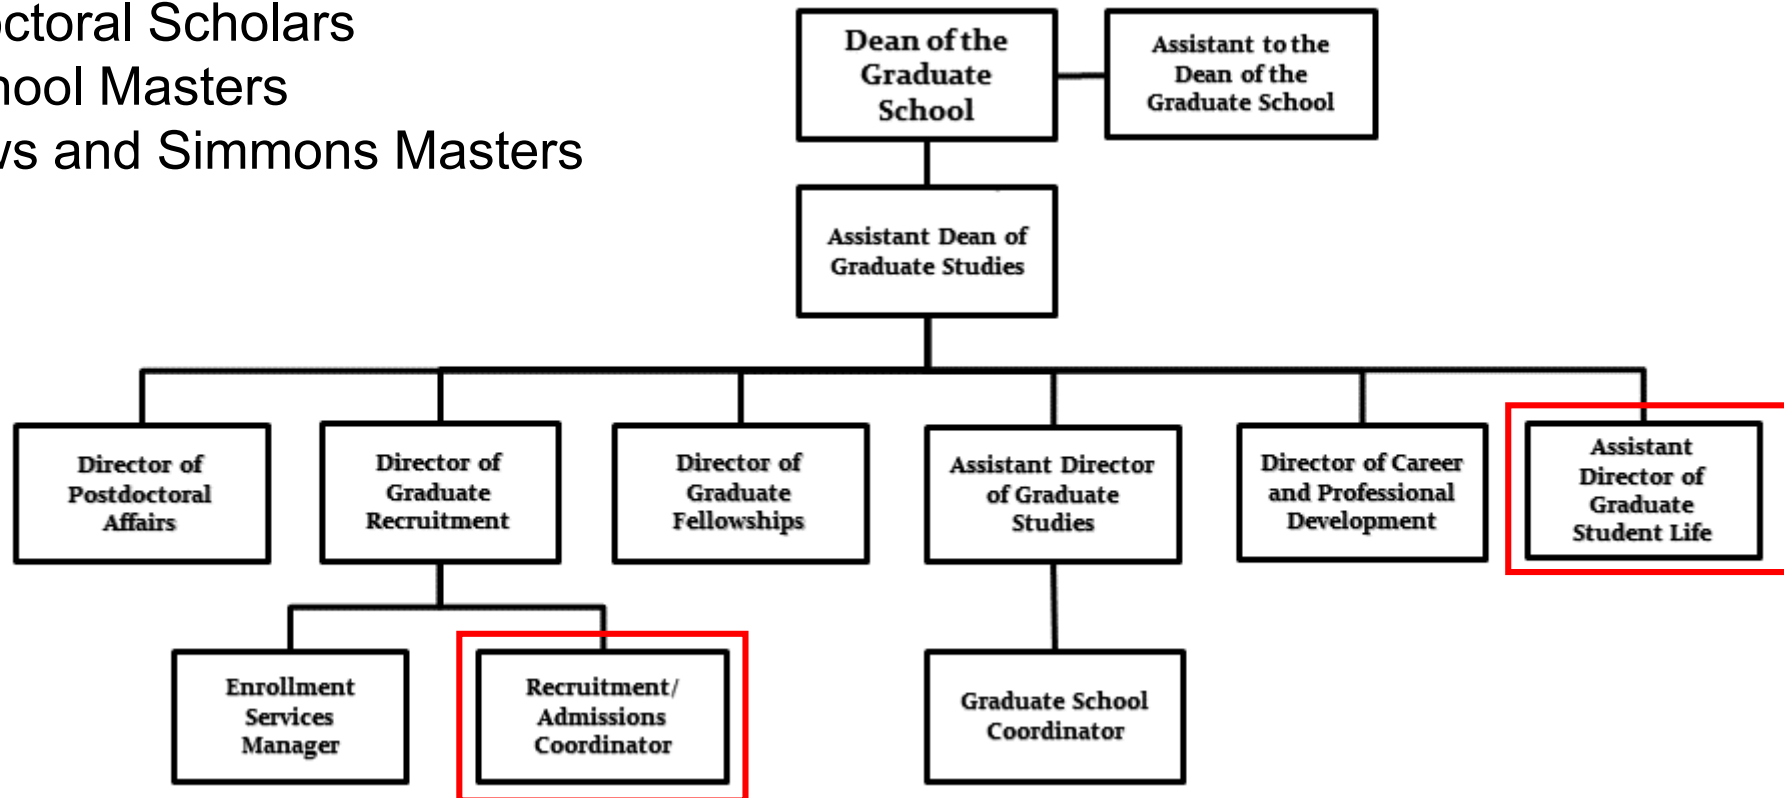 octoral Scholars
hool Masters
ws and Simmons Masters
Dean of the
Graduate
School
Assistant to the
Dean of the
Graduate School
Assistant Dean of
Graduate Studies
Director of
Postdoctoral
Affairs
Director of
Graduate
Recruitment
Director of
Graduate
Fellowships
Assistant Director
of Graduate
Studies
Director of Career
and Professional
Development
Assistant
Director of
Graduate
Student Life
Enrollment
Services
Manager
Recruitment/
Admissions
Coordinator
Graduate School
Coordinator